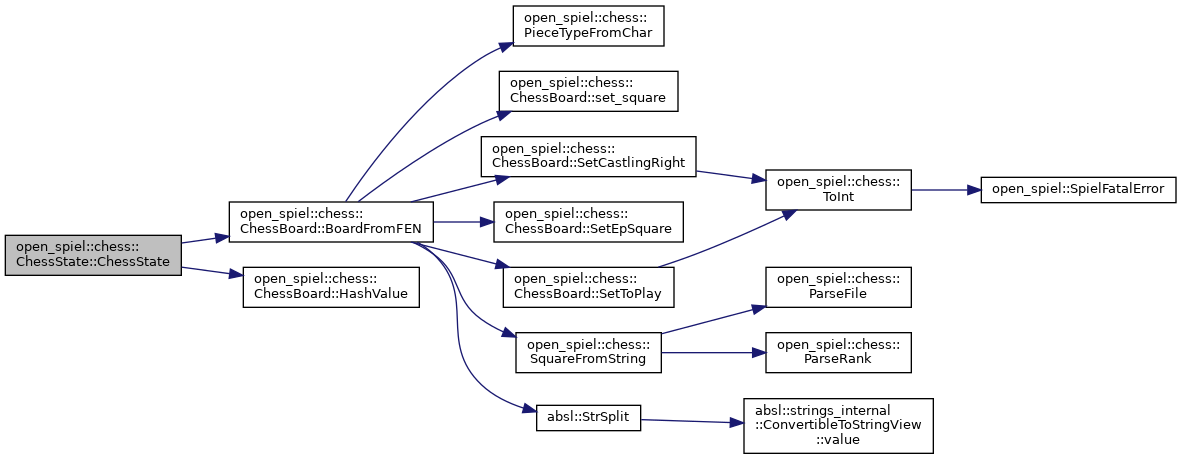 open_spiel::chess::
ChessState::ChessState
open_spiel::chess::
ChessBoard::BoardFromFEN
open_spiel::chess::
ChessBoard::HashValue
open_spiel::chess::
PieceTypeFromChar
open_spiel::chess::
ChessBoard::set_square
open_spiel::chess::
ChessBoard::SetCastlingRight
open_spiel::chess::
ChessBoard::SetEpSquare
open_spiel::chess::
ChessBoard::SetToPlay
open_spiel::chess::
SquareFromString
absl::StrSplit
open_spiel::chess::
ToInt
open_spiel::chess::
ParseFile
open_spiel::chess::
ParseRank
absl::strings_internal
::ConvertibleToStringView
::value
open_spiel::SpielFatalError